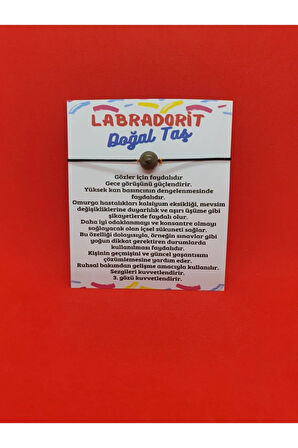 LABRADORİT
Doğal Taş
Gözler için faydalıdır
Gece görüşünü güçlendirir.
Yüksek kan basıncının dengelenmesinde
faydalıdır.
Omurga hastalıkları kalsiyum eksikliği, mevsim
değişikliklerine duyarlılık ve aşırı üşüme gibi
şikayetlerde faydalı olur.
Daha iyi odaklanmayı ve konsantre olmayı
sağlayacak olan içsel sükuneti sağlar.
Bu özelliği dolayısıyla, örneğin sınavlar gibi
yoğun dikkat gerektiren durumlarda
kullanılması faydalıdır.
Kişinin geçmişini ve güncel yaşantısını
çözümlemesine yardım eder.
Ruhsal bakımdan gelişme amacıyla kullanılır.
Sezgileri kuvvetlendirir.
3. gözü kuvvetlendirir.